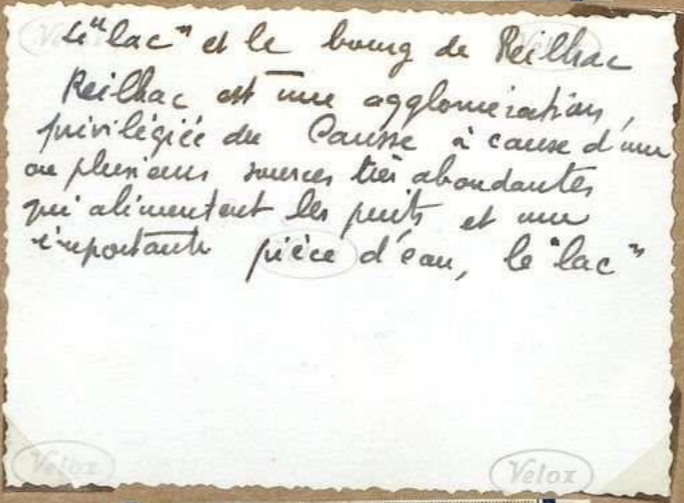 Le "lac" et le bourg de Reilhac
Reilhac est une agglomération,
privilégiée du Causse à cause d'une
ou plusieurs sources très abondantes
qui alimentent les puits et une
importante pièce d'eau, le "lac"
Velox
Velox
Velox
Velox